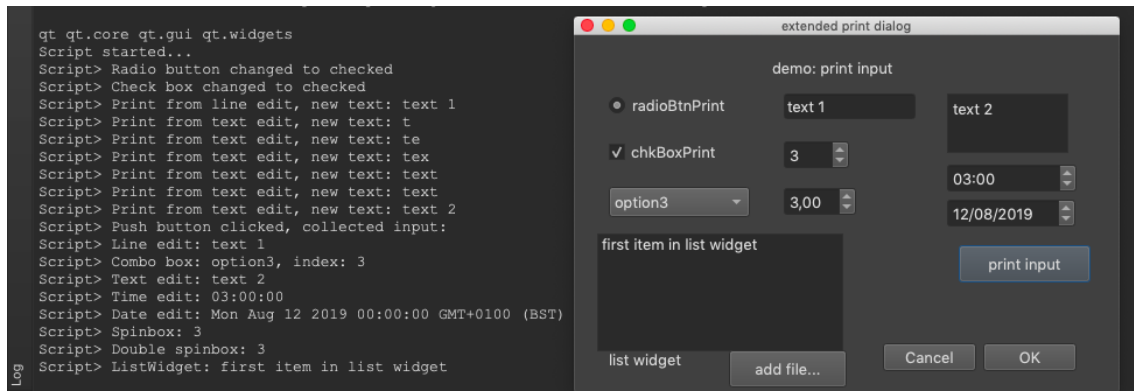 qt qt.core qt.gui qt.widgets
Script started...
Script> Radio button changed to checked
Script> Check box changed to checked
Script> Print from line edit, new text: text 1
Script> Print from text edit, new text: t
Script> Print from text edit, new text: te
Script> Print from text edit, new text: tex
Script> Print from text edit, new text: text
Script> Print from text edit, new text: text
Script> Print from text edit, new text: text 2
Script> Push button clicked, collected input:
Script> Line edit: text 1
Script> Combo box: option3, index: 3
Script> Text edit: text 2
Script> Time edit: 03:00:00
Script> Date edit: Mon Aug 12 2019 00:00:00 GMT+0100 (BST)
Script> Spinbox: 3
Script> Double spinbox: 3
Script> ListWidget: first item in list widget
Log
extended print dialog
demo: print input
radioBtnPrint
text 1
text 2
chkBoxPrint
3
03:00
option3
3,00
12/08/2019
first item in list widget
print input
list widget
add file...
Cancel
OK